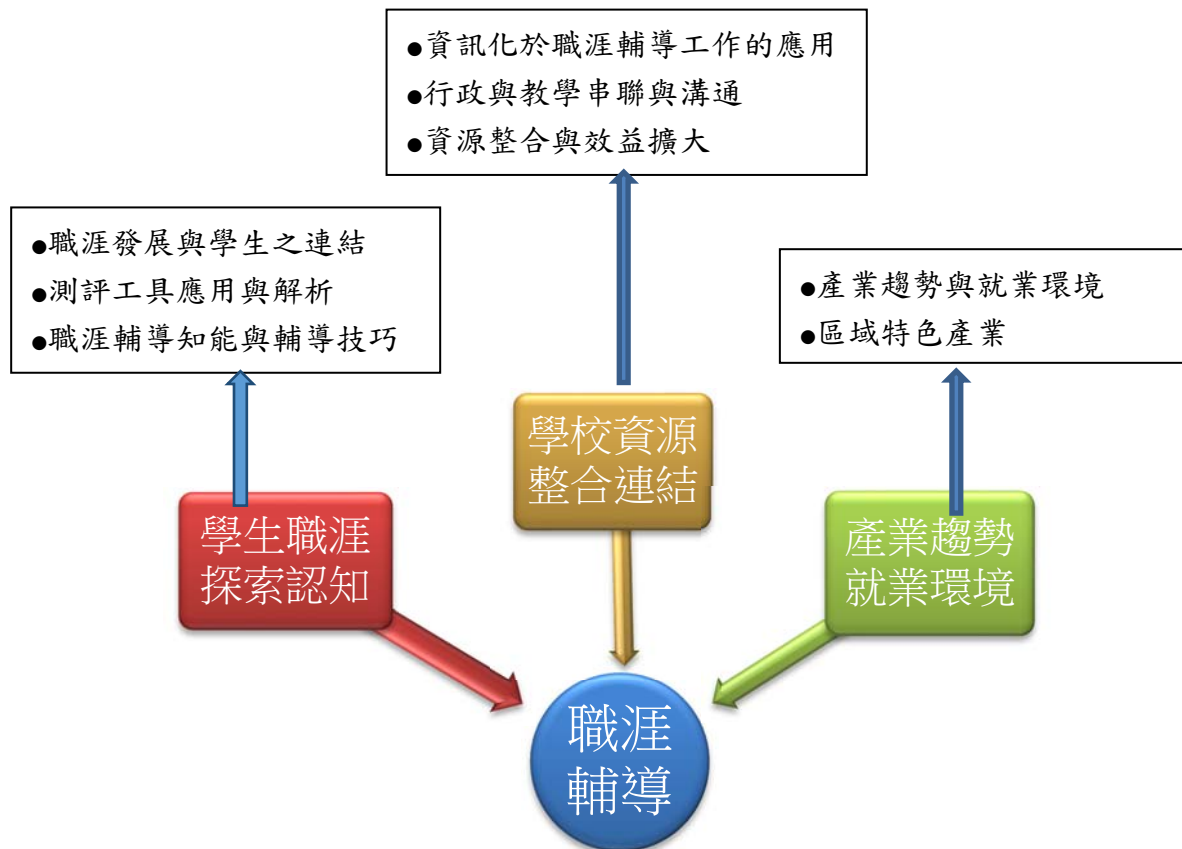 ●資訊化於職涯輔導工作的應用
●行政與教學串聯與溝通
●資源整合與效益擴大
●職涯發展與學生之連結
●測評工具應用與解析
●職涯輔導知能與輔導技巧
●產業趨勢與就業環境
●區域特色產業
學校資源
整合連結
學生職涯
探索認知
產業趨勢
就業環境
職涯
輔導